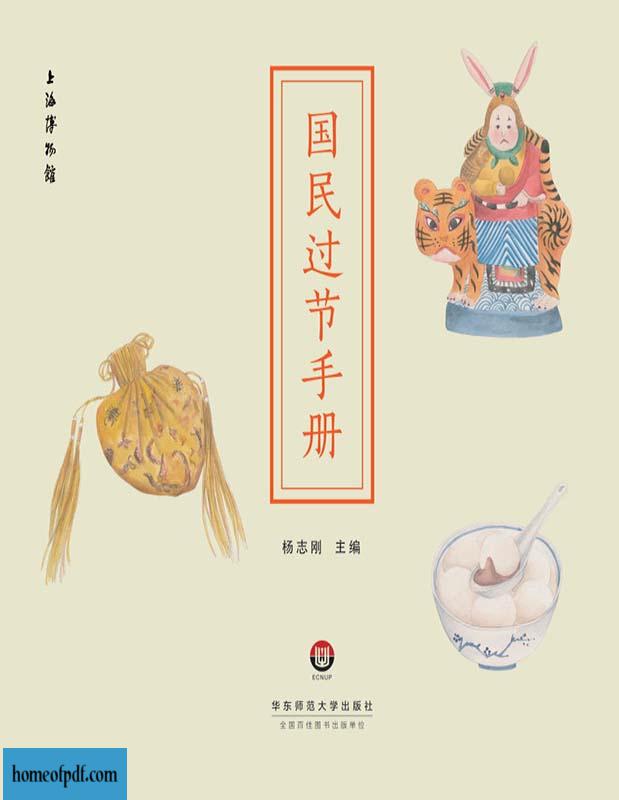 上海博物館
国民过节手册
杨志刚 主编
ECNUP
华东师范大学出版社
全国百佳图书出版单位
homeofpdf.com